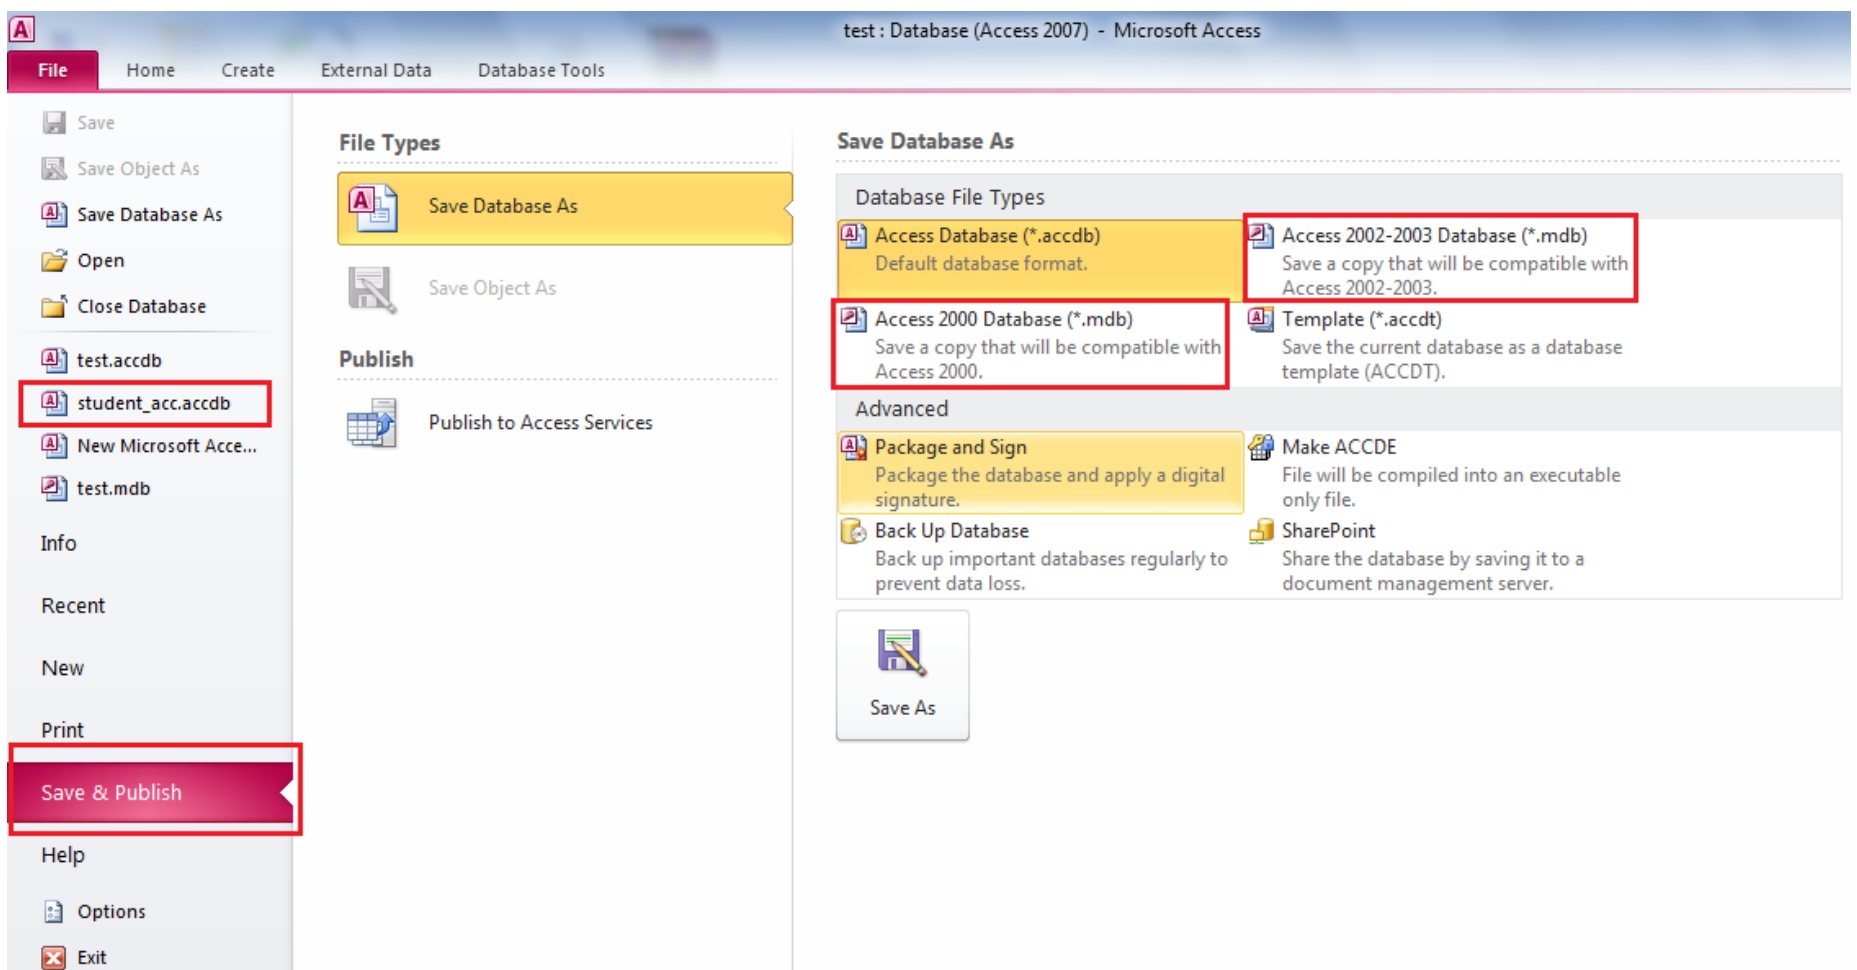 test : Database (Access 2007) - Microsoft Access
File Home Create External Data Database Tools
Save
Save Object As
Save Database As
Open
Close Database
test.accdb
student_acc.accdb
New Microsoft Acce...
test.mdb
Info
Recent
New
Print
Save & Publish
Help
Options
Exit
File Types
Save Database As
Save Object As
Publish
Publish to Access Services
Save Database As
Database File Types
Access Database (*.accdb)
Default database format.
Access 2002-2003 Database (*.mdb)
Save a copy that will be compatible with
Access 2002-2003.
Access 2000 Database (*.mdb)
Save a copy that will be compatible with
Access 2000.
Template (*.accdt)
Save the current database as a database
template (ACCDT).
Advanced
Package and Sign
Package the database and apply a digital
signature.
Make ACCDE
File will be compiled into an executable
only file.
Back Up Database
Back up important databases regularly to
prevent data loss.
SharePoint
Share the database by saving it to a
document management server.
Save As